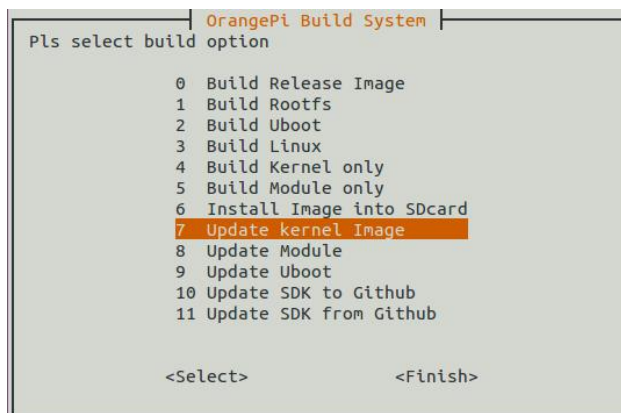 OrangePi Build System
Pls select build option
0 Build Release Image
1 Build Rootfs
2 Build Uboot
3 Build Linux
4 Build Kernel only
5 Build Module only
6 Install Image into SDcard
7 Update kernel Image
8 Update Module
9 Update Uboot
10 Update SDK to Github
11 Update SDK from Github
<Select> <Finish>